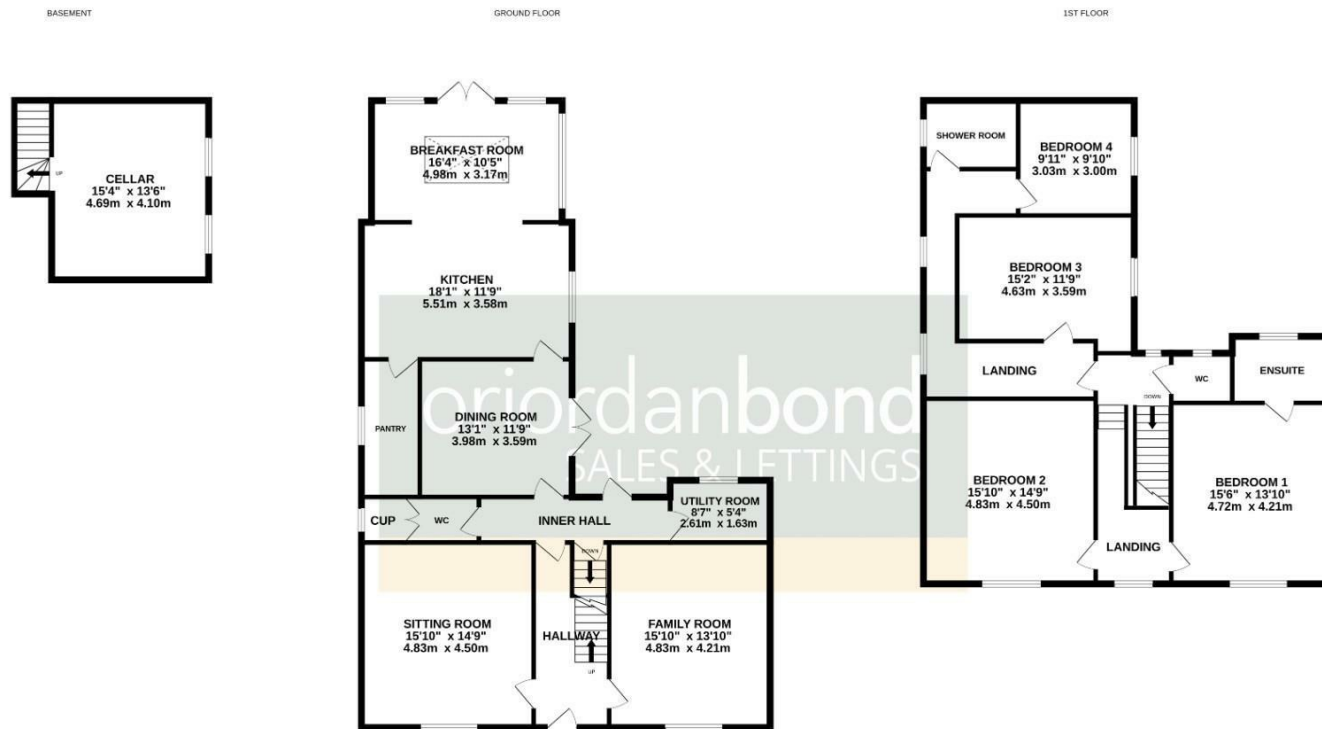 BASEMENT
GROUND FLOOR
1ST FLOOR
CELLAR
15'4" x 13'6"
4.69m x 4.10m
UP
BREAKFAST ROOM
16'4" x 10'5"
4.98m x 3.17m
KITCHEN
18'1" x 11'9"
5.51m x 3.58m
PANTRY
DINING ROOM
13'1" x 11'9"
3.98m x 3.59m
oriordanbond
SALES & LETTINGS
UTILITY ROOM
8'7" x 5'4"
2.61m x 1.63m
CUP
WC
INNER HALL
DOWN
SITTING ROOM
15'10" x 14'9"
4.83m x 4.50m
HALLWAY
UP
FAMILY ROOM
15'10" x 13'10"
4.83m x 4.21m
SHOWER ROOM
BEDROOM 4
9'11" x 9'10"
3.03m x 3.00m
BEDROOM 3
15'2" x 11'9"
4.63m x 3.59m
LANDING
WC
ENSUITE
DOWN
BEDROOM 2
15'10" x 14'9"
4.83m x 4.50m
BEDROOM 1
15'6" x 13'10"
4.72m x 4.21m
LANDING